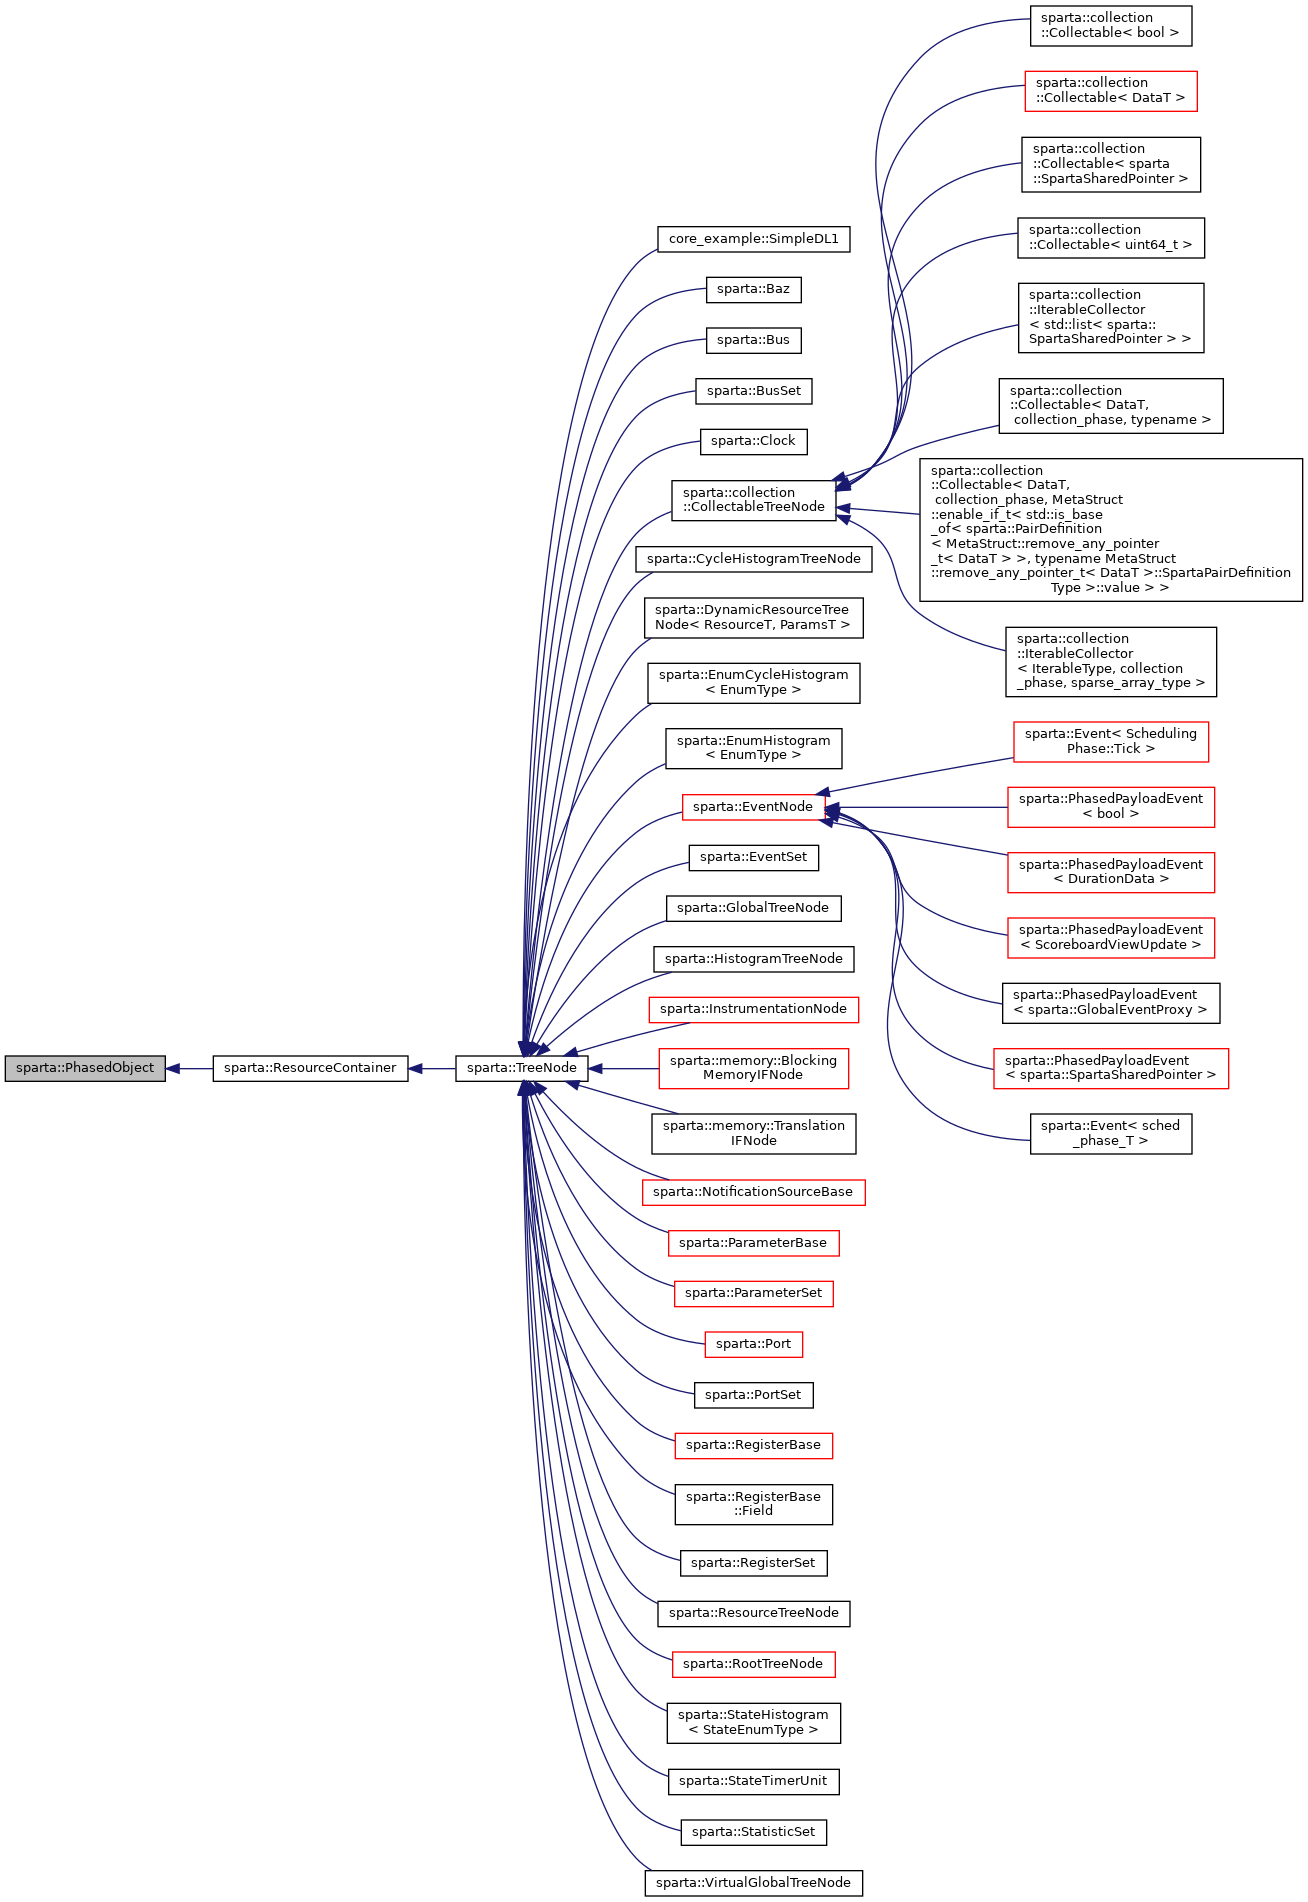 sparta::collection
::Collectable< bool >
sparta::collection
::Collectable< DataT >
sparta::collection
::Collectable< sparta
::SpartaSharedPointer >
sparta::collection
::Collectable< uint64_t >
sparta::collection
::IterableCollector
< std::list< sparta::
SpartaSharedPointer > >
sparta::collection
::Collectable< DataT,
collection_phase, typename >
sparta::collection
::Collectable< DataT,
collection_phase, MetaStruct
::enable_if_t< std::is_base
_of< sparta::PairDefinition
< MetaStruct::remove_any_pointer
_t< DataT > >, typename MetaStruct
::remove_any_pointer_t< DataT >::SpartaPairDefinition
Type >::value > >
sparta::collection
::IterableCollector
< IterableType, collection
_phase, sparse_array_type >
sparta::Event< Scheduling
Phase::Tick >
sparta::PhasedPayloadEvent
< bool >
sparta::PhasedPayloadEvent
< DurationData >
sparta::PhasedPayloadEvent
< ScoreboardViewUpdate >
sparta::PhasedPayloadEvent
< sparta::GlobalEventProxy >
sparta::PhasedPayloadEvent
< sparta::SpartaSharedPointer >
sparta::Event< sched
_phase_T >
core_example::SimpleDL1
sparta::Baz
sparta::Bus
sparta::BusSet
sparta::Clock
sparta::collection
::CollectableTreeNode
sparta::CycleHistogramTreeNode
sparta::DynamicResourceTree
Node< ResourceT, ParamsT >
sparta::EnumCycleHistogram
< EnumType >
sparta::EnumHistogram
< EnumType >
sparta::EventNode
sparta::EventSet
sparta::GlobalTreeNode
sparta::HistogramTreeNode
sparta::InstrumentationNode
sparta::memory::Blocking
MemoryIFNode
sparta::memory::Translation
IFNode
sparta::NotificationSourceBase
sparta::ParameterBase
sparta::ParameterSet
sparta::Port
sparta::PortSet
sparta::RegisterBase
sparta::RegisterBase
::Field
sparta::RegisterSet
sparta::ResourceTreeNode
sparta::RootTreeNode
sparta::StateHistogram
< StateEnumType >
sparta::StateTimerUnit
sparta::StatisticSet
sparta::VirtualGlobalTreeNode
sparta::PhasedObject
sparta::ResourceContainer
sparta::TreeNode